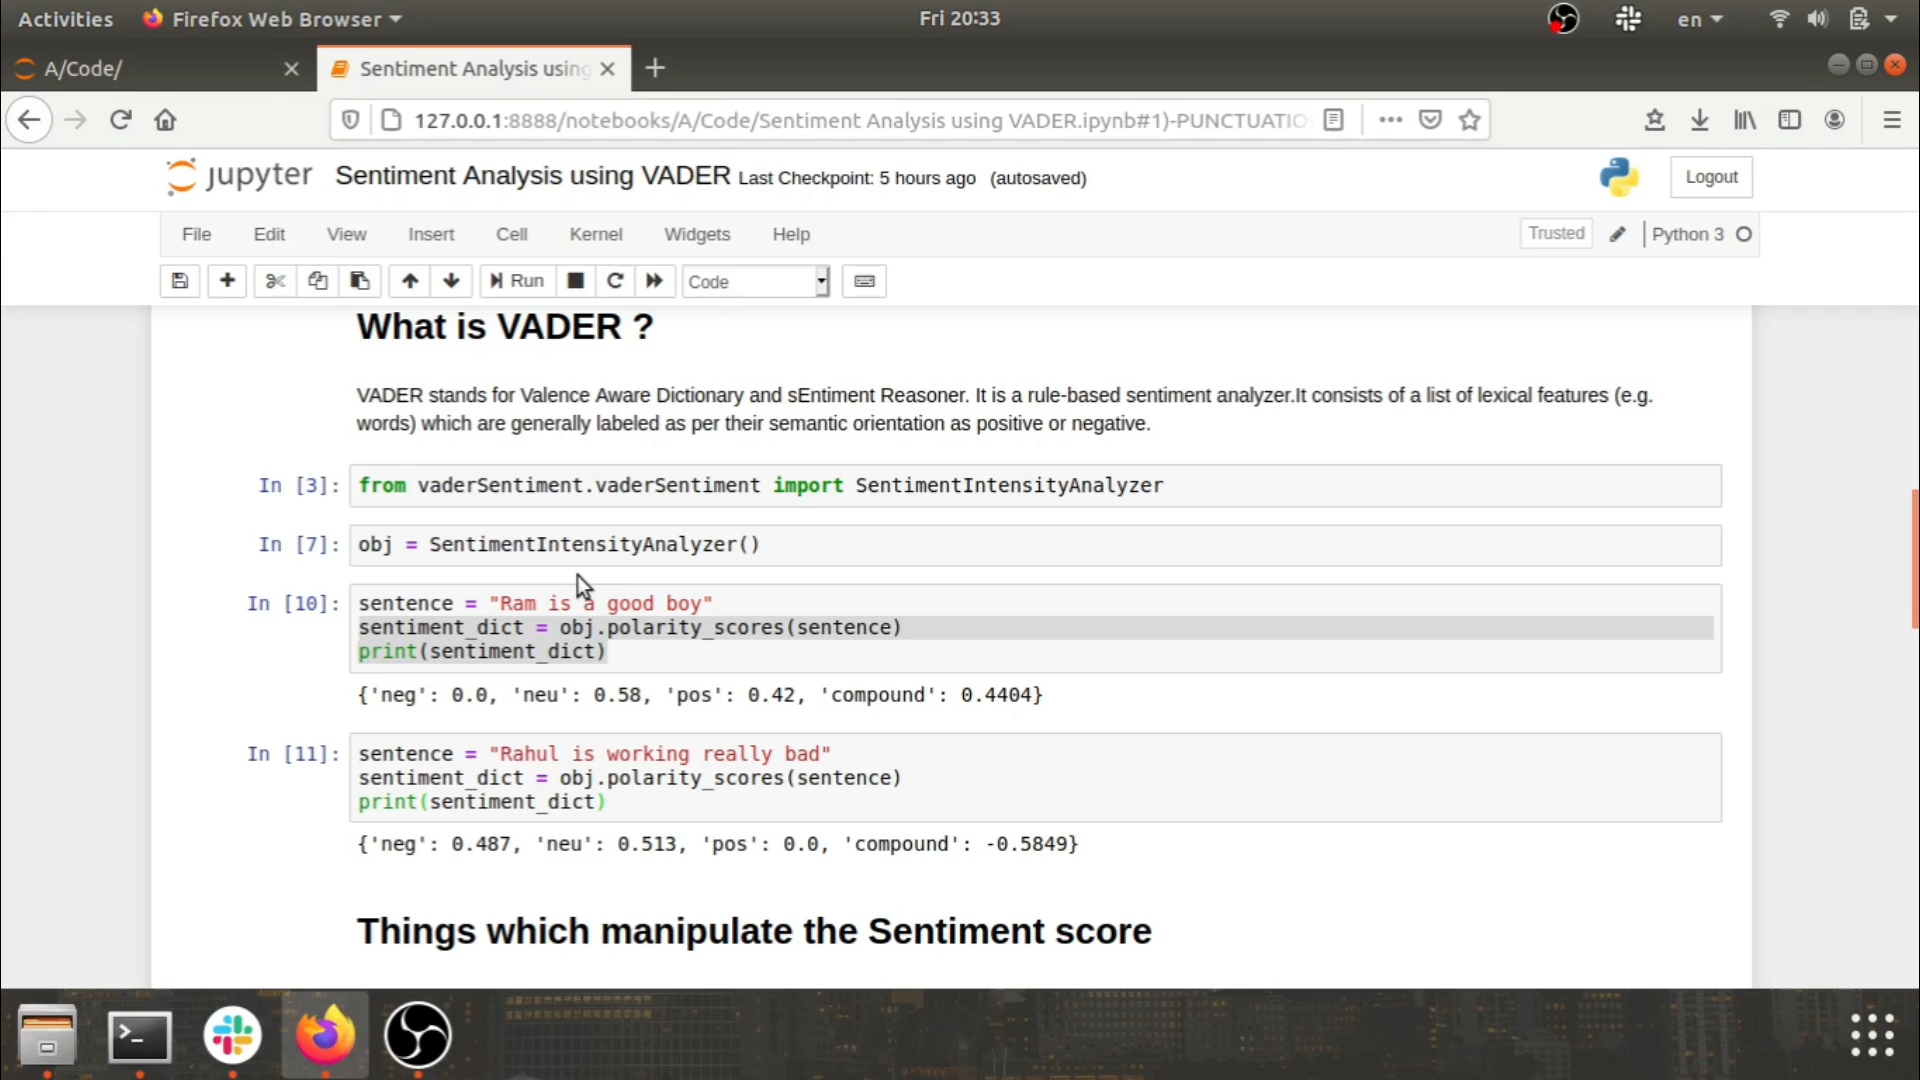 Activities Firefox Web Browser Fri 20:33 en
A/Code/ Sentiment Analysis using
127.0.0.1:8888/notebooks/A/Code/Sentiment Analysis using VADER.ipynb#1)-PUNCTUATIO
jupyter Sentiment Analysis using VADER Last Checkpoint: 5 hours ago (autosaved) Logout
File Edit View Insert Cell Kernel Widgets Help Trusted Python 3
Run Code
What is VADER ?
VADER stands for Valence Aware Dictionary and sEntiment Reasoner. It is a rule-based sentiment analyzer.It consists of a list of lexical features (e.g.
words) which are generally labeled as per their semantic orientation as positive or negative.
In [3]: from vaderSentiment.vaderSentiment import SentimentIntensityAnalyzer
In [7]: obj = SentimentIntensityAnalyzer()
In [10]: sentence = "Ram is a good boy"
sentiment_dict = obj.polarity_scores(sentence)
print(sentiment_dict)
{'neg': 0.0, 'neu': 0.58, 'pos': 0.42, 'compound': 0.4404}
In [11]: sentence = "Rahul is working really bad"
sentiment_dict = obj.polarity_scores(sentence)
print(sentiment_dict)
{'neg': 0.487, 'neu': 0.513, 'pos': 0.0, 'compound': -0.5849}
Things which manipulate the Sentiment score